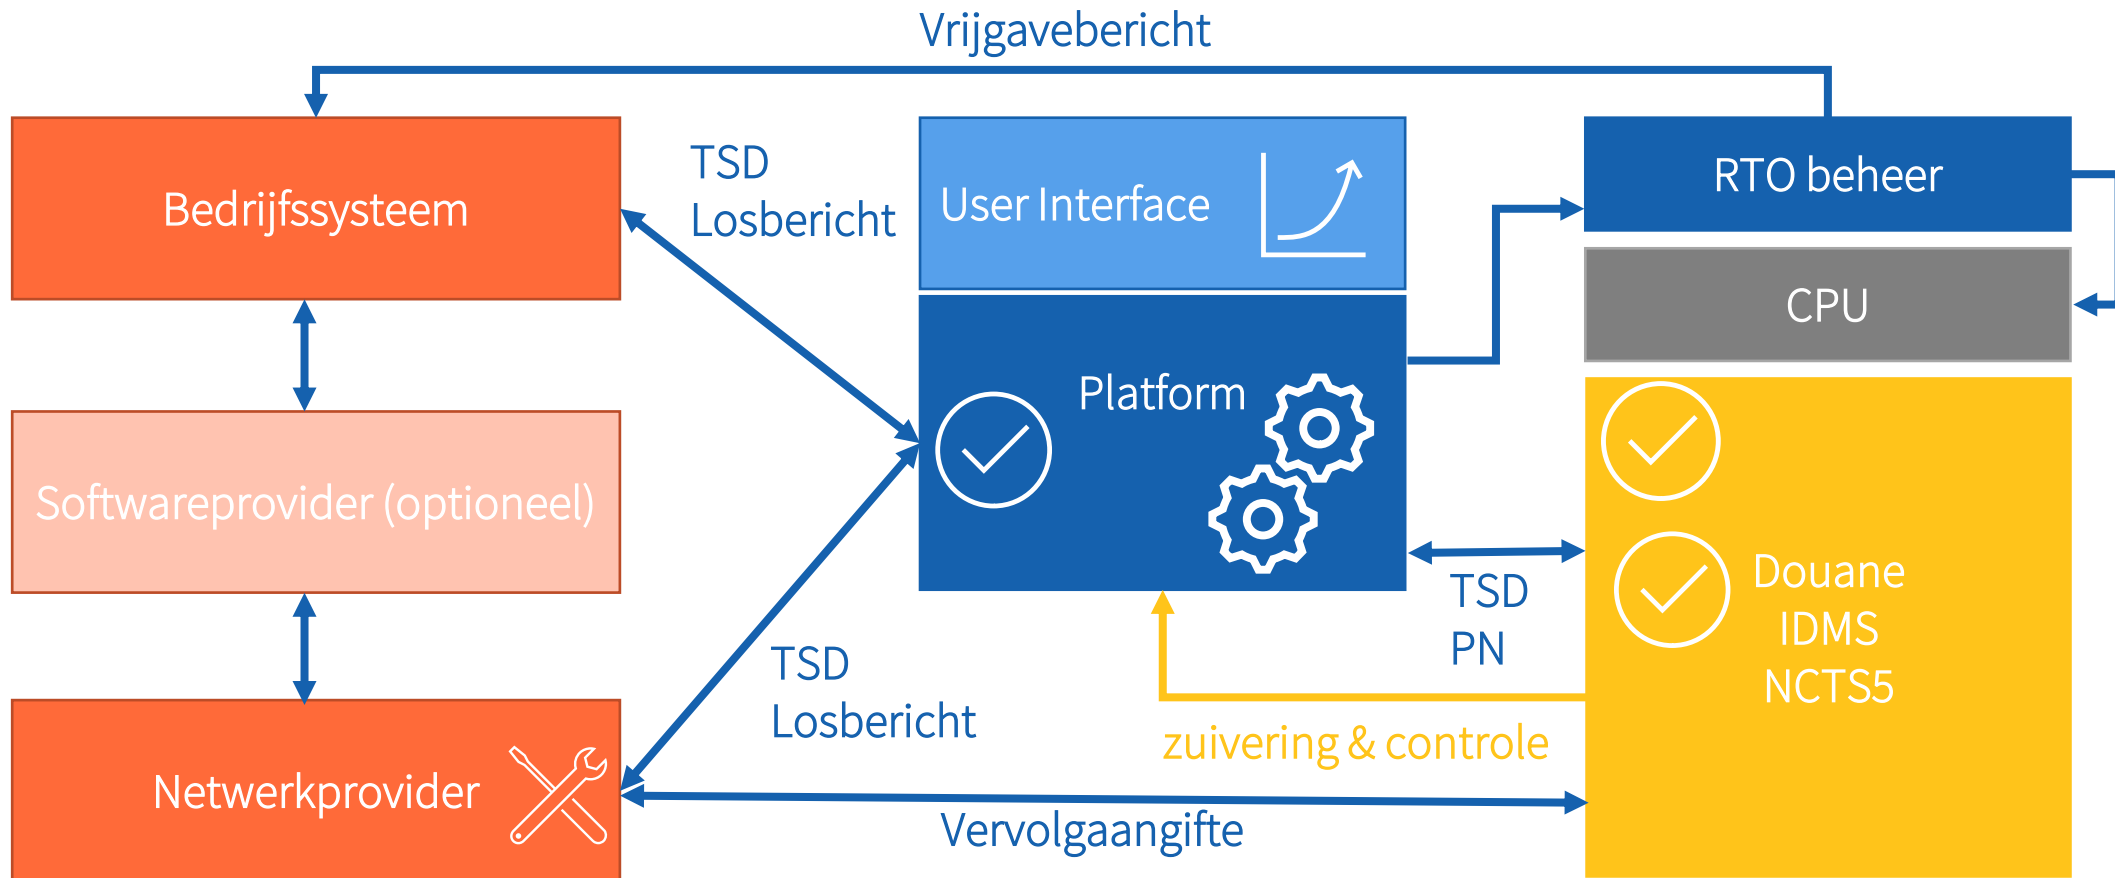 Vrijgavebericht
Bedrijfssysteem
TSD
Losbericht
User Interface
RTO beheer
CPU
Platform
Softwareprovider (optioneel)
Douane
IDMS
NCTS5
TSD
PN
TSD
Losbericht
zuivering & controle
Netwerkprovider
Vervolgaangifte